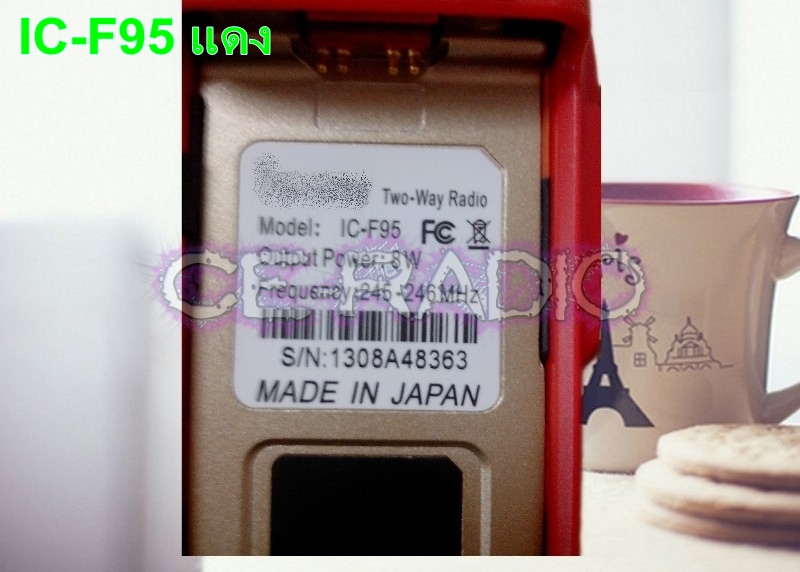 IC-F95 แดง
Two-Way Radio
Model: IC-F95 FC
Output Power: 8W
Frequency:245-246MHz
CE RADIO
S/N:1308A48363
MADE IN JAPAN